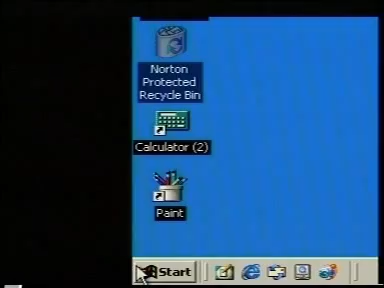 Norton
Protected
Recycle Bin
Calculator (2)
Paint
Start